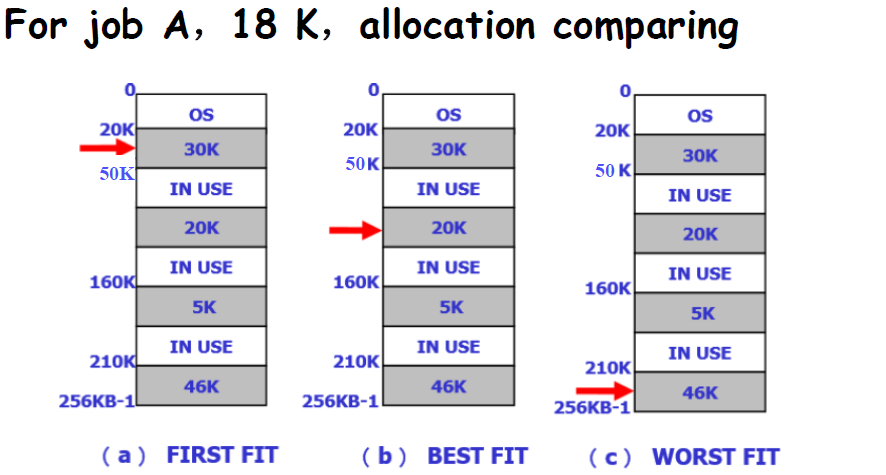 For job A，18 K，allocation comparing
0
OS
20K
30K
50K
IN USE
20K
IN USE
160K
5K
IN USE
210K
46K
256KB-1
（a） FIRST FIT
0
OS
20K
30K
50K
IN USE
20K
IN USE
160K
5K
IN USE
210K
46K
256KB-1
（b） BEST FIT
0
OS
20K
30K
50K
IN USE
20K
IN USE
160K
5K
IN USE
210K
46K
256KB-1
（c） WORST FIT